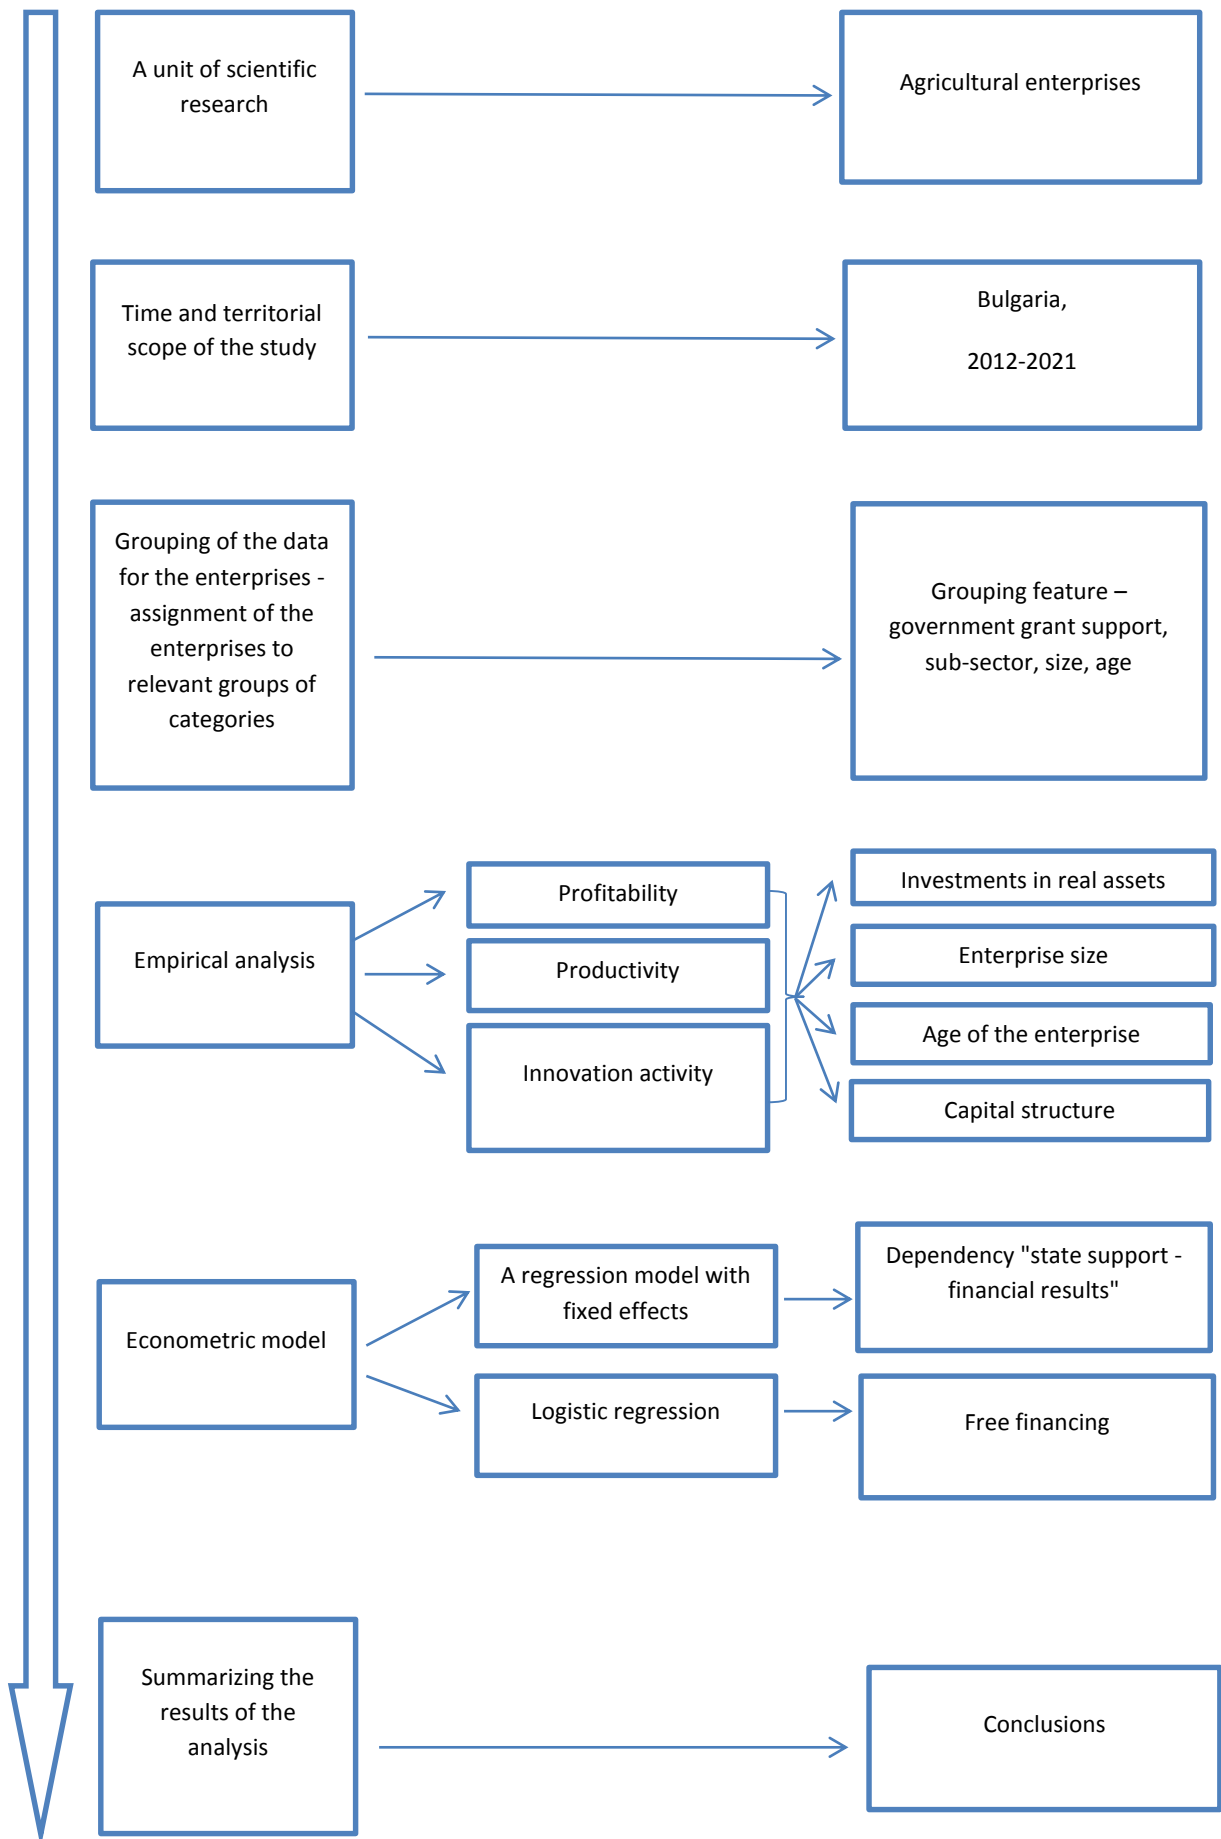 A unit of scientific
research
Agricultural enterprises
Time and territorial
scope of the study
Bulgaria,
2012-2021
Grouping of the data
for the enterprises -
assignment of the
enterprises to
relevant groups of
categories
Grouping feature –
government grant support,
sub-sector, size, age
Empirical analysis
Profitability
Productivity
Innovation activity
Investments in real assets
Enterprise size
Age of the enterprise
Capital structure
Econometric model
A regression model with
fixed effects
Dependency "state support -
financial results"
Logistic regression
Free financing
Summarizing the
results of the
analysis
Conclusions